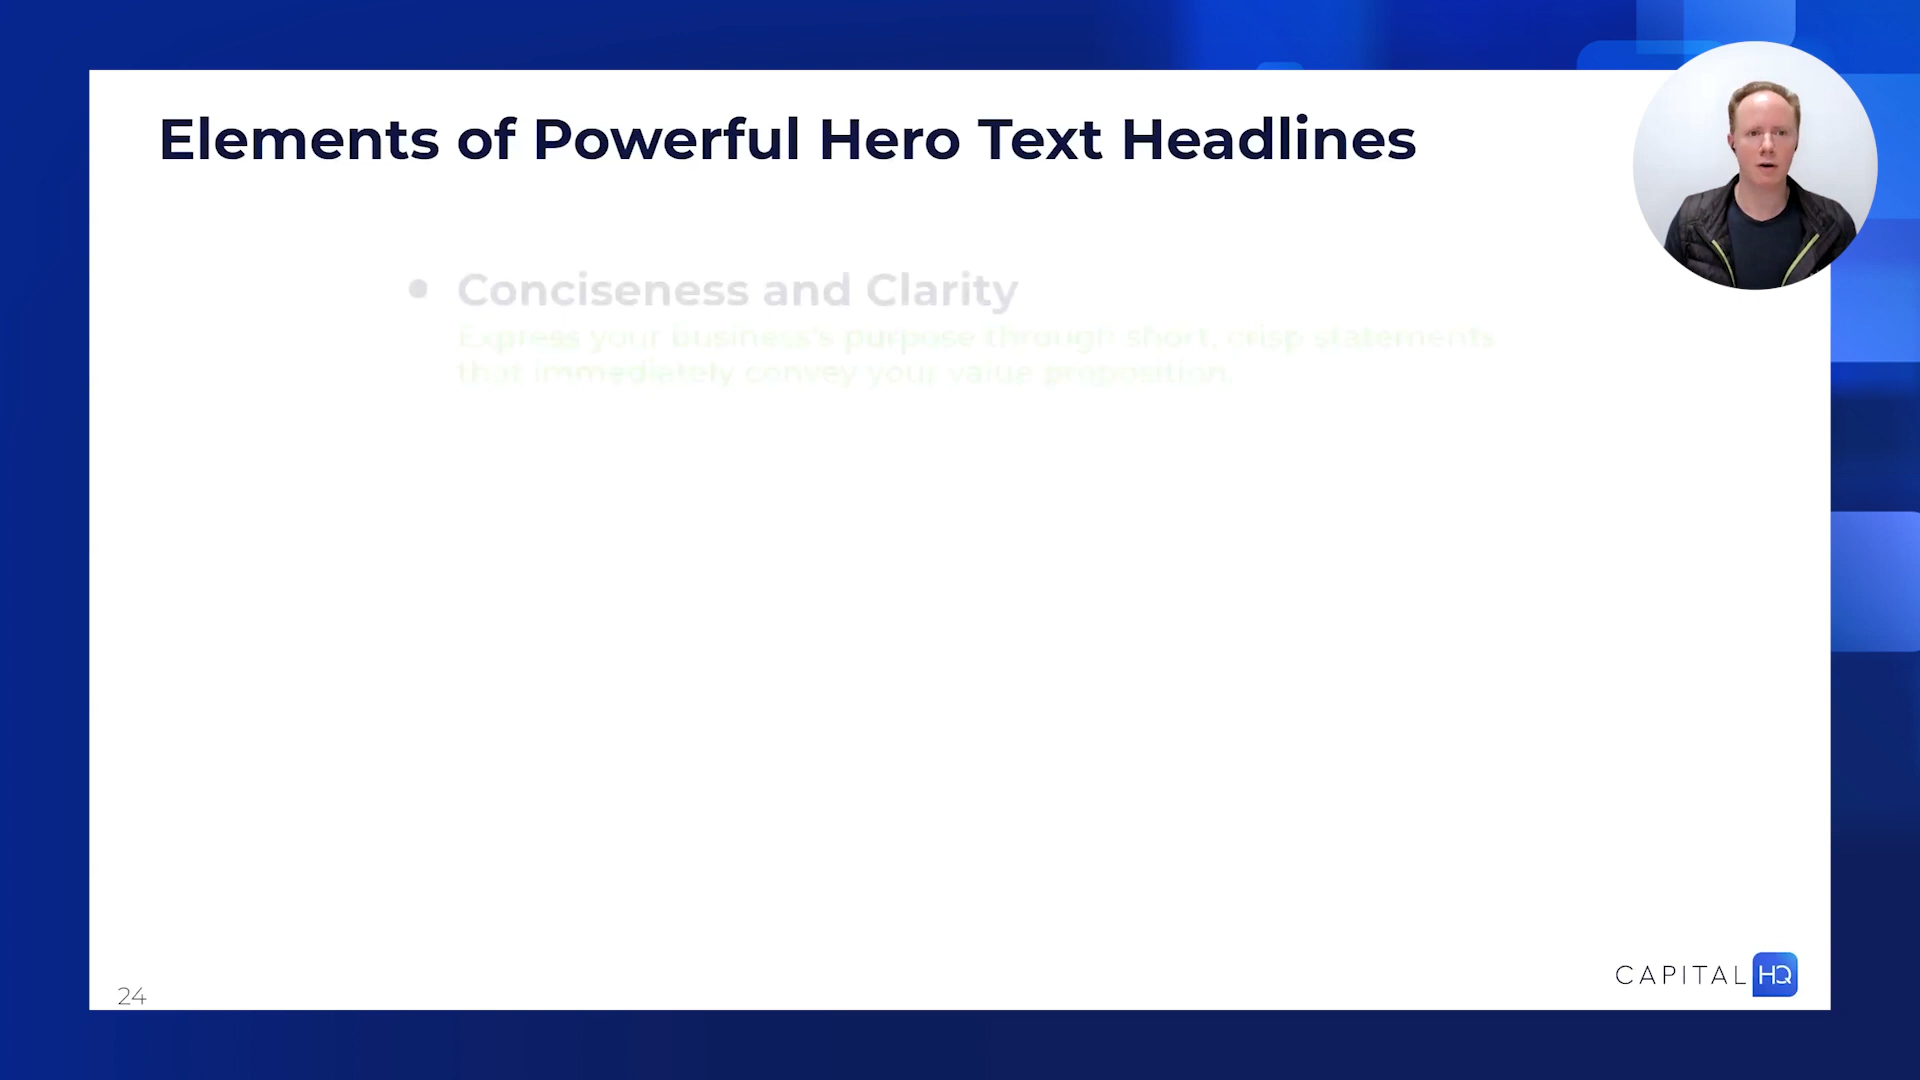 Elements of Powerful Hero Text Headlines
• Conciseness and Clarity
Express your business's purpose through short, crisp statements
that immediately convey your value proposition.
24
CAPITAL HQ